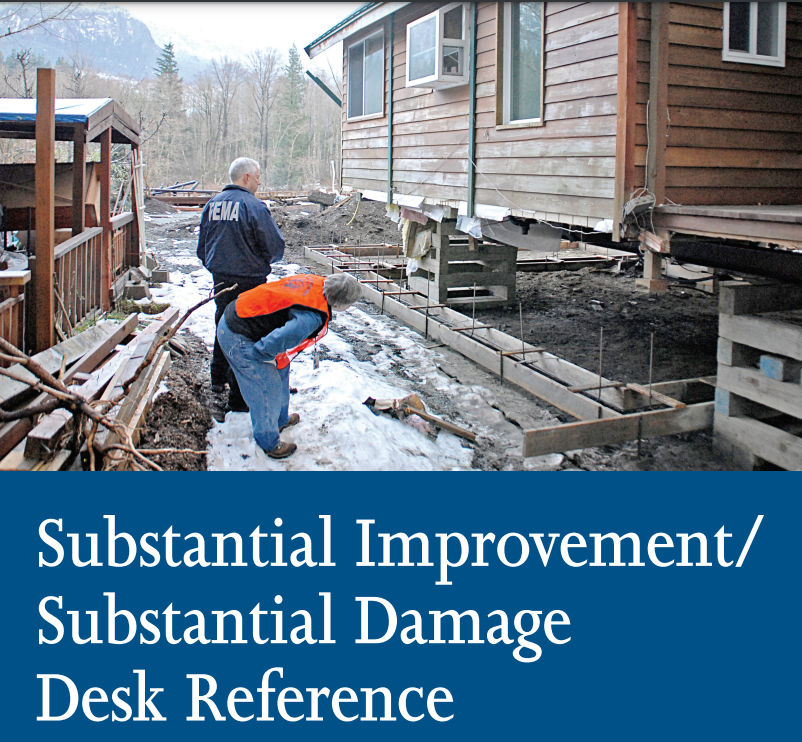 FEMA
Substantial Improvement/
Substantial Damage
Desk Reference